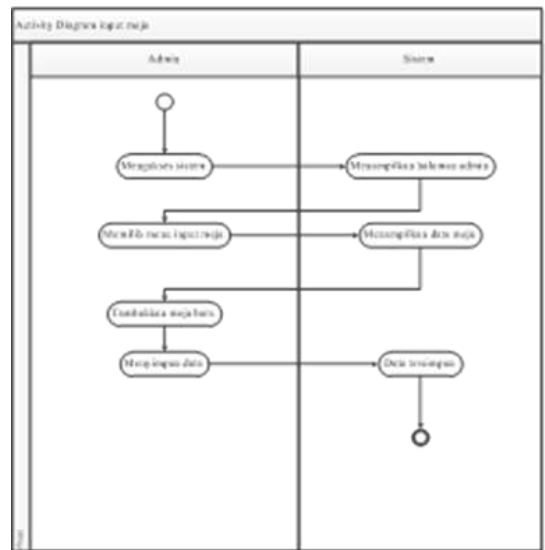 Activity Diagram input meja
Admin
Sistem
Mengakses sistem
Menampilkan halaman admin
Memilih menu input meja
Menampilkan data meja
Tambahkan meja baru
Menyimpan data
Data tersimpan